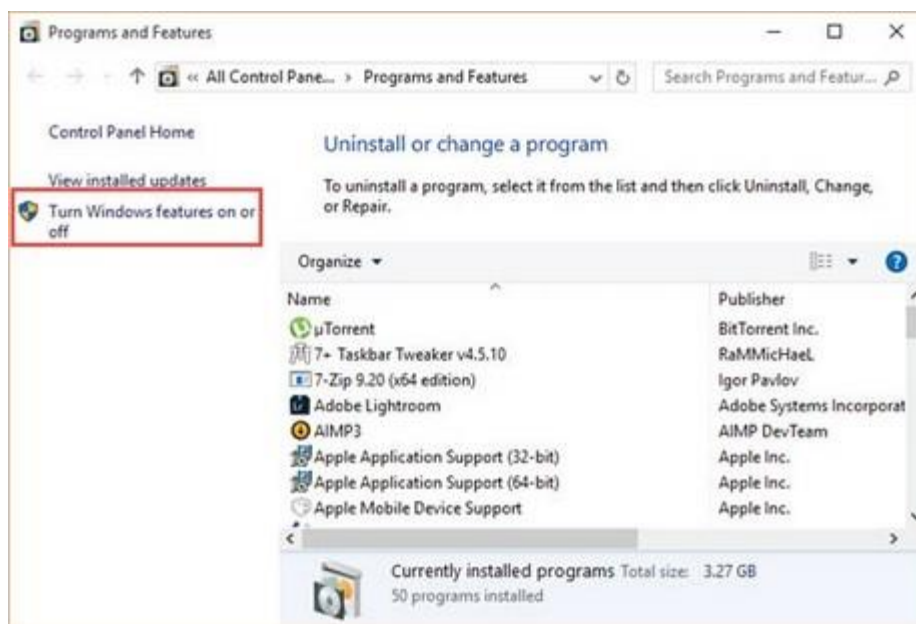 Programs and Features
« All Control Pane... › Programs and Features
Search Programs and Featur...
Control Panel Home
View installed updates
Turn Windows features on or
off
Uninstall or change a program
To uninstall a program, select it from the list and then click Uninstall, Change,
or Repair.
Organize
Name Publisher
µTorrent BitTorrent Inc.
7+ Taskbar Tweaker v4.5.10 RaMMicHaeL
7-Zip 9.20 (x64 edition) Igor Pavlov
Adobe Lightroom Adobe Systems Incorporat
AIMP3 AIMP DevTeam
Apple Application Support (32-bit) Apple Inc.
Apple Application Support (64-bit) Apple Inc.
Apple Mobile Device Support Apple Inc.
Currently installed programs Total size: 3.27 GB
50 programs installed